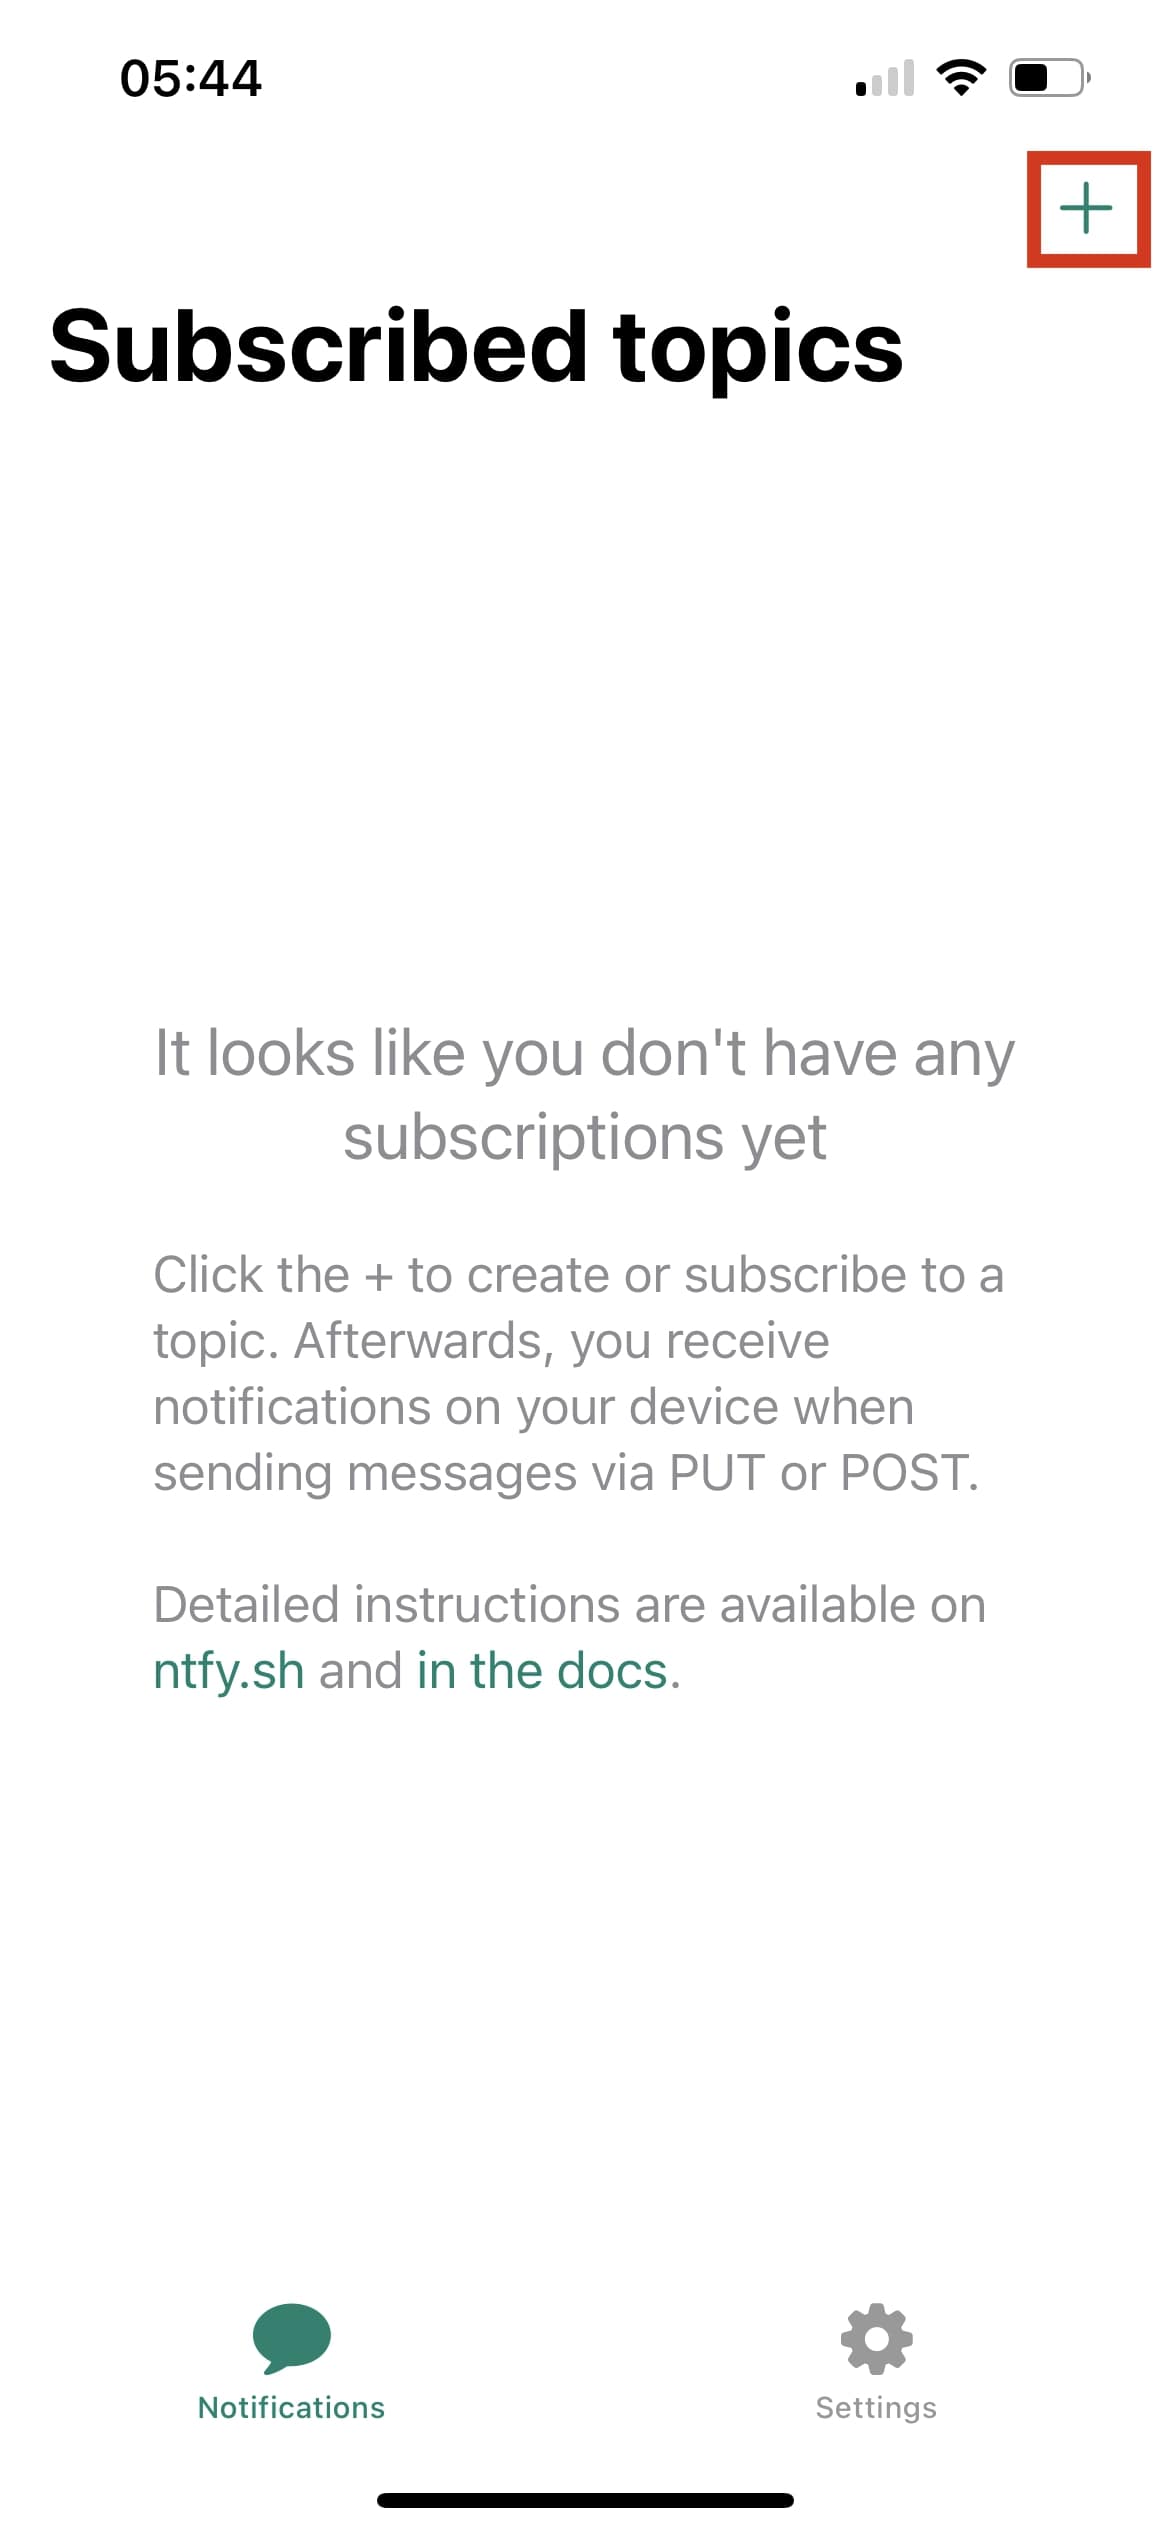 05:44
Subscribed topics
It looks like you don't have any
subscriptions yet
Click the + to create or subscribe to a
topic. Afterwards, you receive
notifications on your device when
sending messages via PUT or POST.
Detailed instructions are available on
ntfy.sh and in the docs.
Notifications
Settings